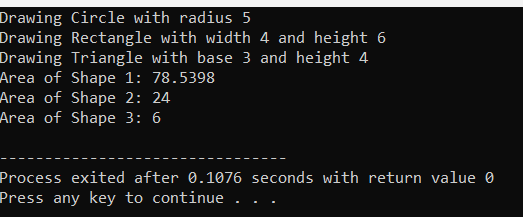 Drawing Circle with radius 5
Drawing Rectangle with width 4 and height 6
Drawing Triangle with base 3 and height 4
Area of Shape 1: 78.5398
Area of Shape 2: 24
Area of Shape 3: 6
--------------------------------
Process exited after 0.1076 seconds with return value 0
Press any key to continue . . .